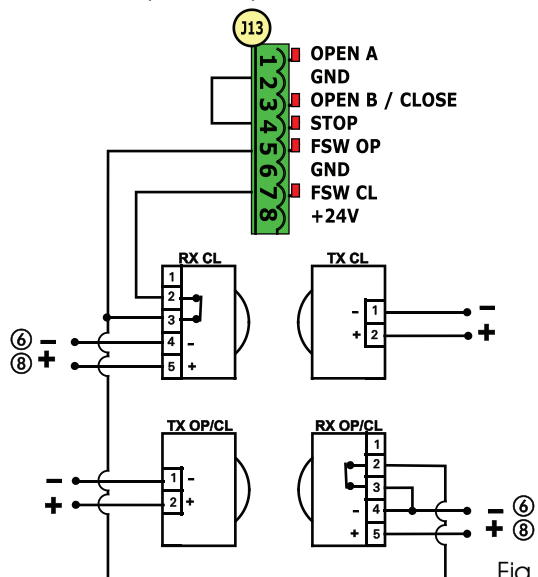 J13
1 OPEN A
2 GND
3 OPEN B / CLOSE
4 STOP
5 FSW OP
6 GND
7 FSW CL
8 +24V
RX CL
TX CL
1
2
3
⑥ - 4 -
⑧ + 5 +
- 1 -
+ 2 +
TX OP/CL
RX OP/CL
- 1 -
+ 2 +
1
2
3
- 4 - ⑥
+ 5 + ⑧
Fig